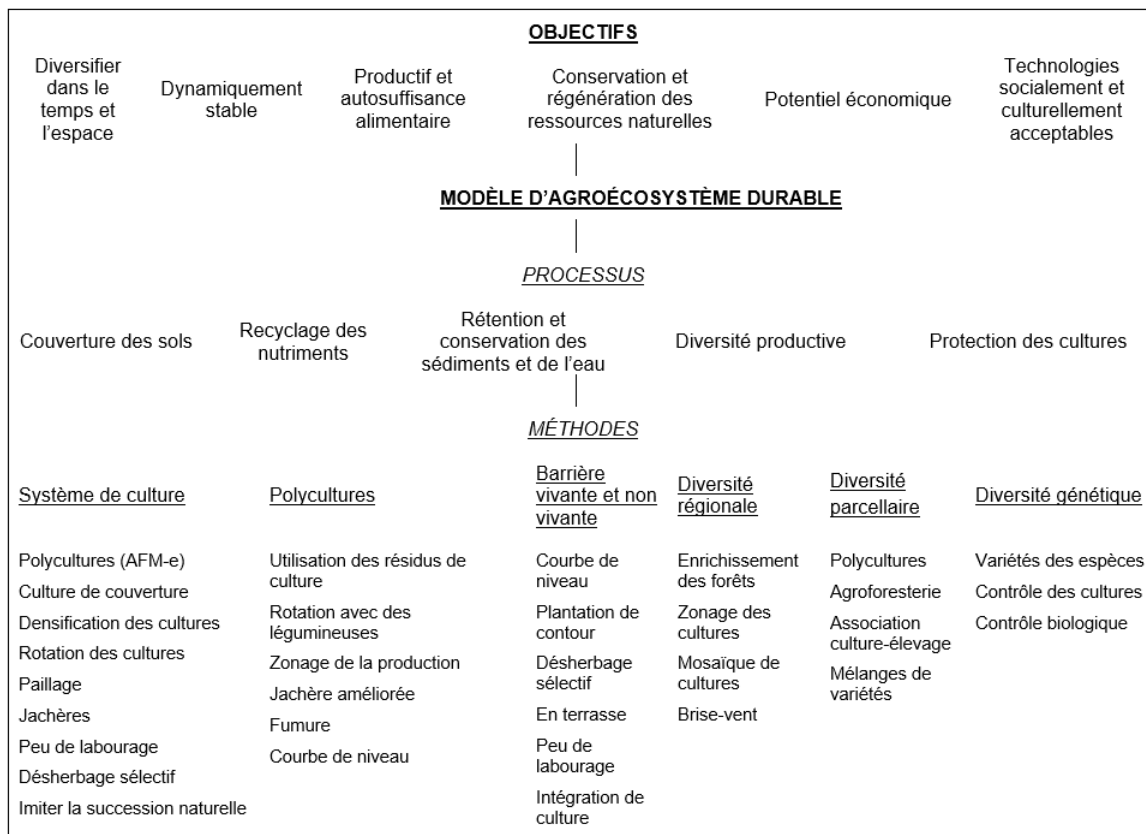 OBJECTIFS
Diversifier
dans le
temps et
l’espace
Dynamiquement
stable
Productif et
autosuffisance
alimentaire
Conservation et
régénération des
ressources naturelles
Potentiel économique
Technologies
socialement et
culturellement
acceptables
MODÈLE D’AGROÉCOSYSTÈME DURABLE
PROCESSUS
Couverture des sols
Recyclage des
nutriments
Rétention et
conservation des
sédiments et de l’eau
Diversité productive
Protection des cultures
MÉTHODES
Système de culture
Polycultures (AFM-e)
Culture de couverture
Densification des cultures
Rotation des cultures
Paillage
Jachères
Peu de labourage
Désherbage sélectif
Imiter la succession naturelle
Polycultures
Utilisation des résidus de
culture
Rotation avec des
légumineuses
Zonage de la production
Jachère améliorée
Fumure
Courbe de niveau
Barrière
vivante et non
vivante
Courbe de
niveau
Plantation de
contour
Désherbage
sélectif
En terrasse
Peu de
labourage
Intégration de
culture
Diversité
régionale
Enrichissement
des forêts
Zonage des
cultures
Mosaïque de
cultures
Brise-vent
Diversité
parcellaire
Polycultures
Agroforesterie
Association
culture-élevage
Mélanges de
variétés
Diversité génétique
Variétés des espèces
Contrôle des cultures
Contrôle biologique